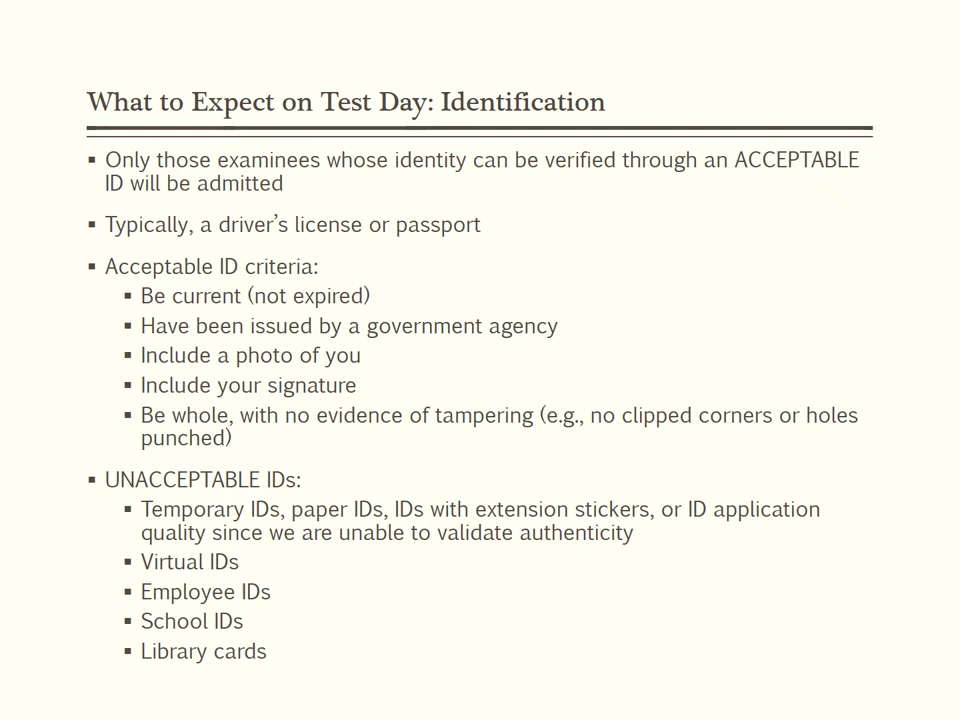 What to Expect on Test Day: Identification
▪ Only those examinees whose identity can be verified through an ACCEPTABLE
ID will be admitted
▪ Typically, a driver’s license or passport
▪ Acceptable ID criteria:
▪ Be current (not expired)
▪ Have been issued by a government agency
▪ Include a photo of you
▪ Include your signature
▪ Be whole, with no evidence of tampering (e.g., no clipped corners or holes
punched)
▪ UNACCEPTABLE IDs:
▪ Temporary IDs, paper IDs, IDs with extension stickers, or ID application
quality since we are unable to validate authenticity
▪ Virtual IDs
▪ Employee IDs
▪ School IDs
▪ Library cards